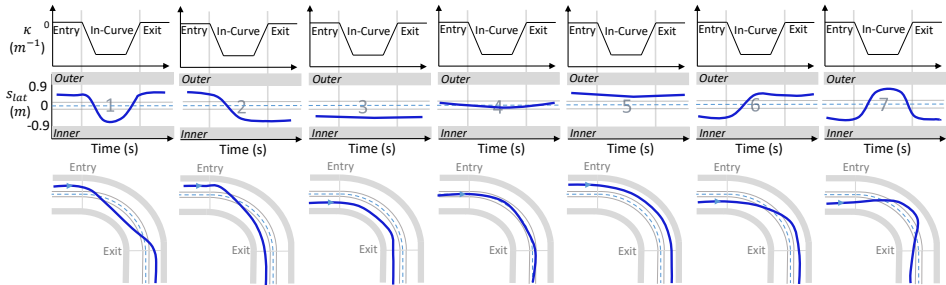 κ 0
(m⁻¹)
Entry In-Curve Exit
Entry In-Curve Exit
Entry In-Curve Exit
Entry In-Curve Exit
Entry In-Curve Exit
Entry In-Curve Exit
Entry In-Curve Exit
Outer Outer Outer Outer Outer Outer Outer
0.9
s_lat 0
(m)
-0.9
1 2 3 4 5 6 7
Inner Inner Inner Inner Inner Inner Inner
Time (s) Time (s) Time (s) Time (s) Time (s) Time (s) Time (s)
Entry Entry Entry Entry Entry Entry Entry
Exit Exit Exit Exit Exit Exit Exit